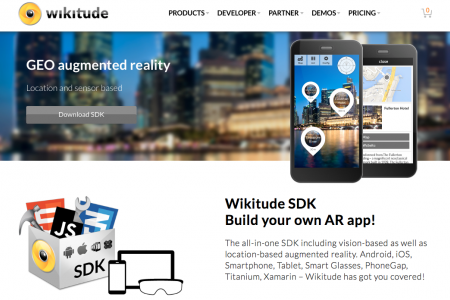 wikitude
PRODUCTS DEVELOPER PARTNER DEMOS PRICING
0
GEO augmented reality
Location and sensor based
Download SDK
Wikitude SDK
Build your own AR app!
The all-in-one SDK including vision-based as well as
location-based augmented reality. Android, iOS,
Smartphone, Tablet, Smart Glasses, PhoneGap,
Titanium, Xamarin – Wikitude has got you covered!
JS
SDK